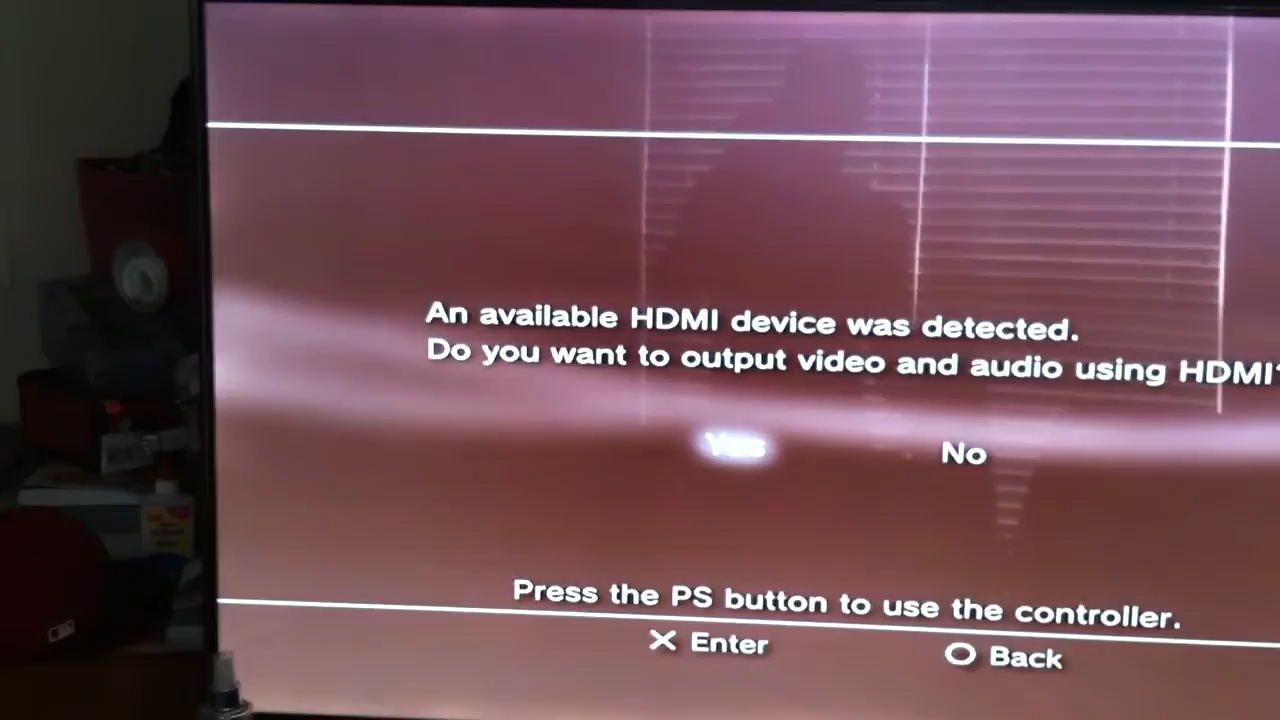 An available HDMI device was detected.
Do you want to output video and audio using HDMI?
Yes No
Press the PS button to use the controller.
X Enter O Back